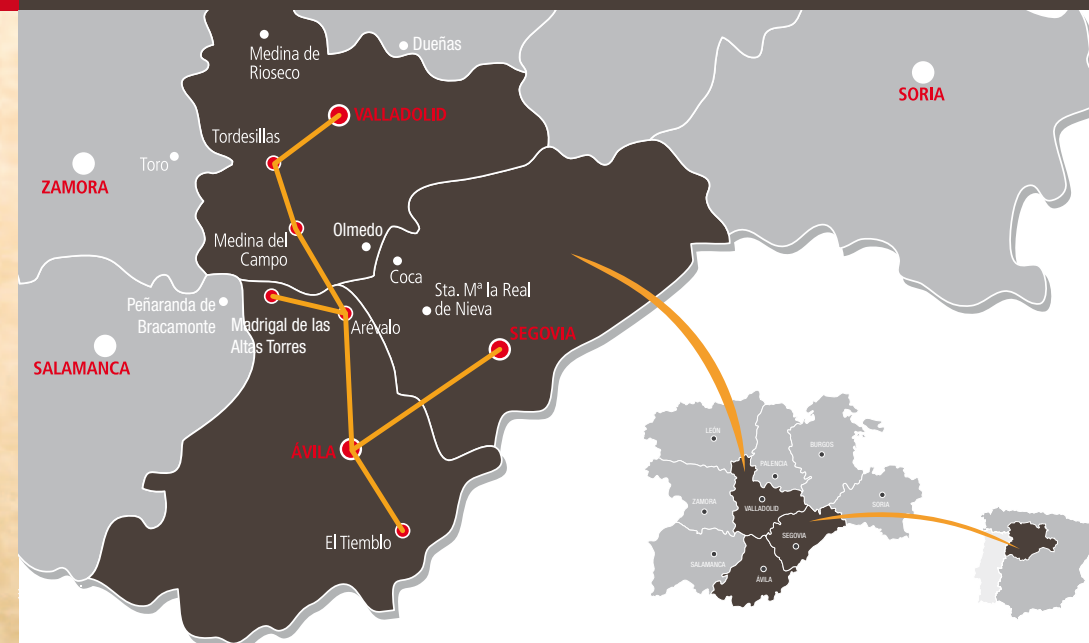 Medina de
Rioseco
Dueñas
VALLADOLID
SORIA
Tordesillas
Toro
ZAMORA
Medina del
Campo
Olmedo
Coca
Peñaranda de
Bracamonte
Madrigal de las
Altas Torres
Arévalo
Sta. Mª la Real
de Nieva
SEGOVIA
SALAMANCA
ÁVILA
El Tiemblo
LEÓN
BURGOS
PALENCIA
ZAMORA
VALLADOLID
SORIA
SEGOVIA
SALAMANCA
ÁVILA